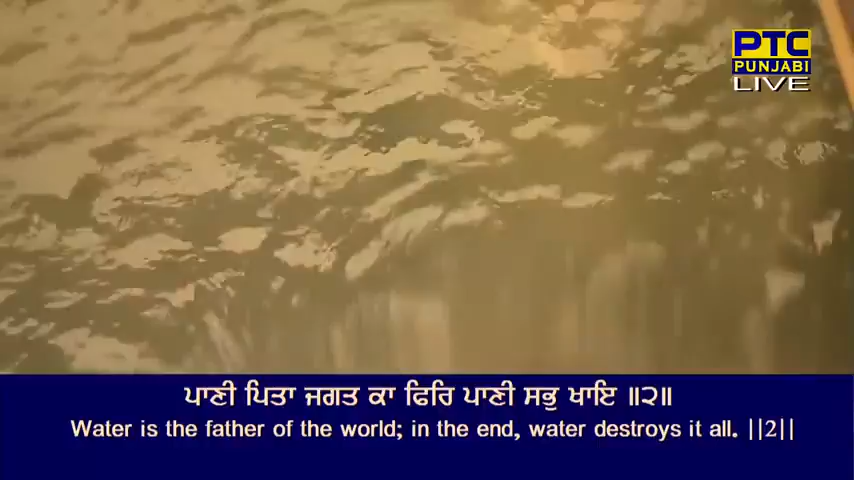 PTC
PUNJABI
LIVE
ਪਾਣੀ ਪਿਤਾ ਜਗਤ ਕਾ ਫਿਰਿ ਪਾਣੀ ਸਭੁ ਖਾਇ ॥੨॥
Water is the father of the world; in the end, water destroys it all. ||2||